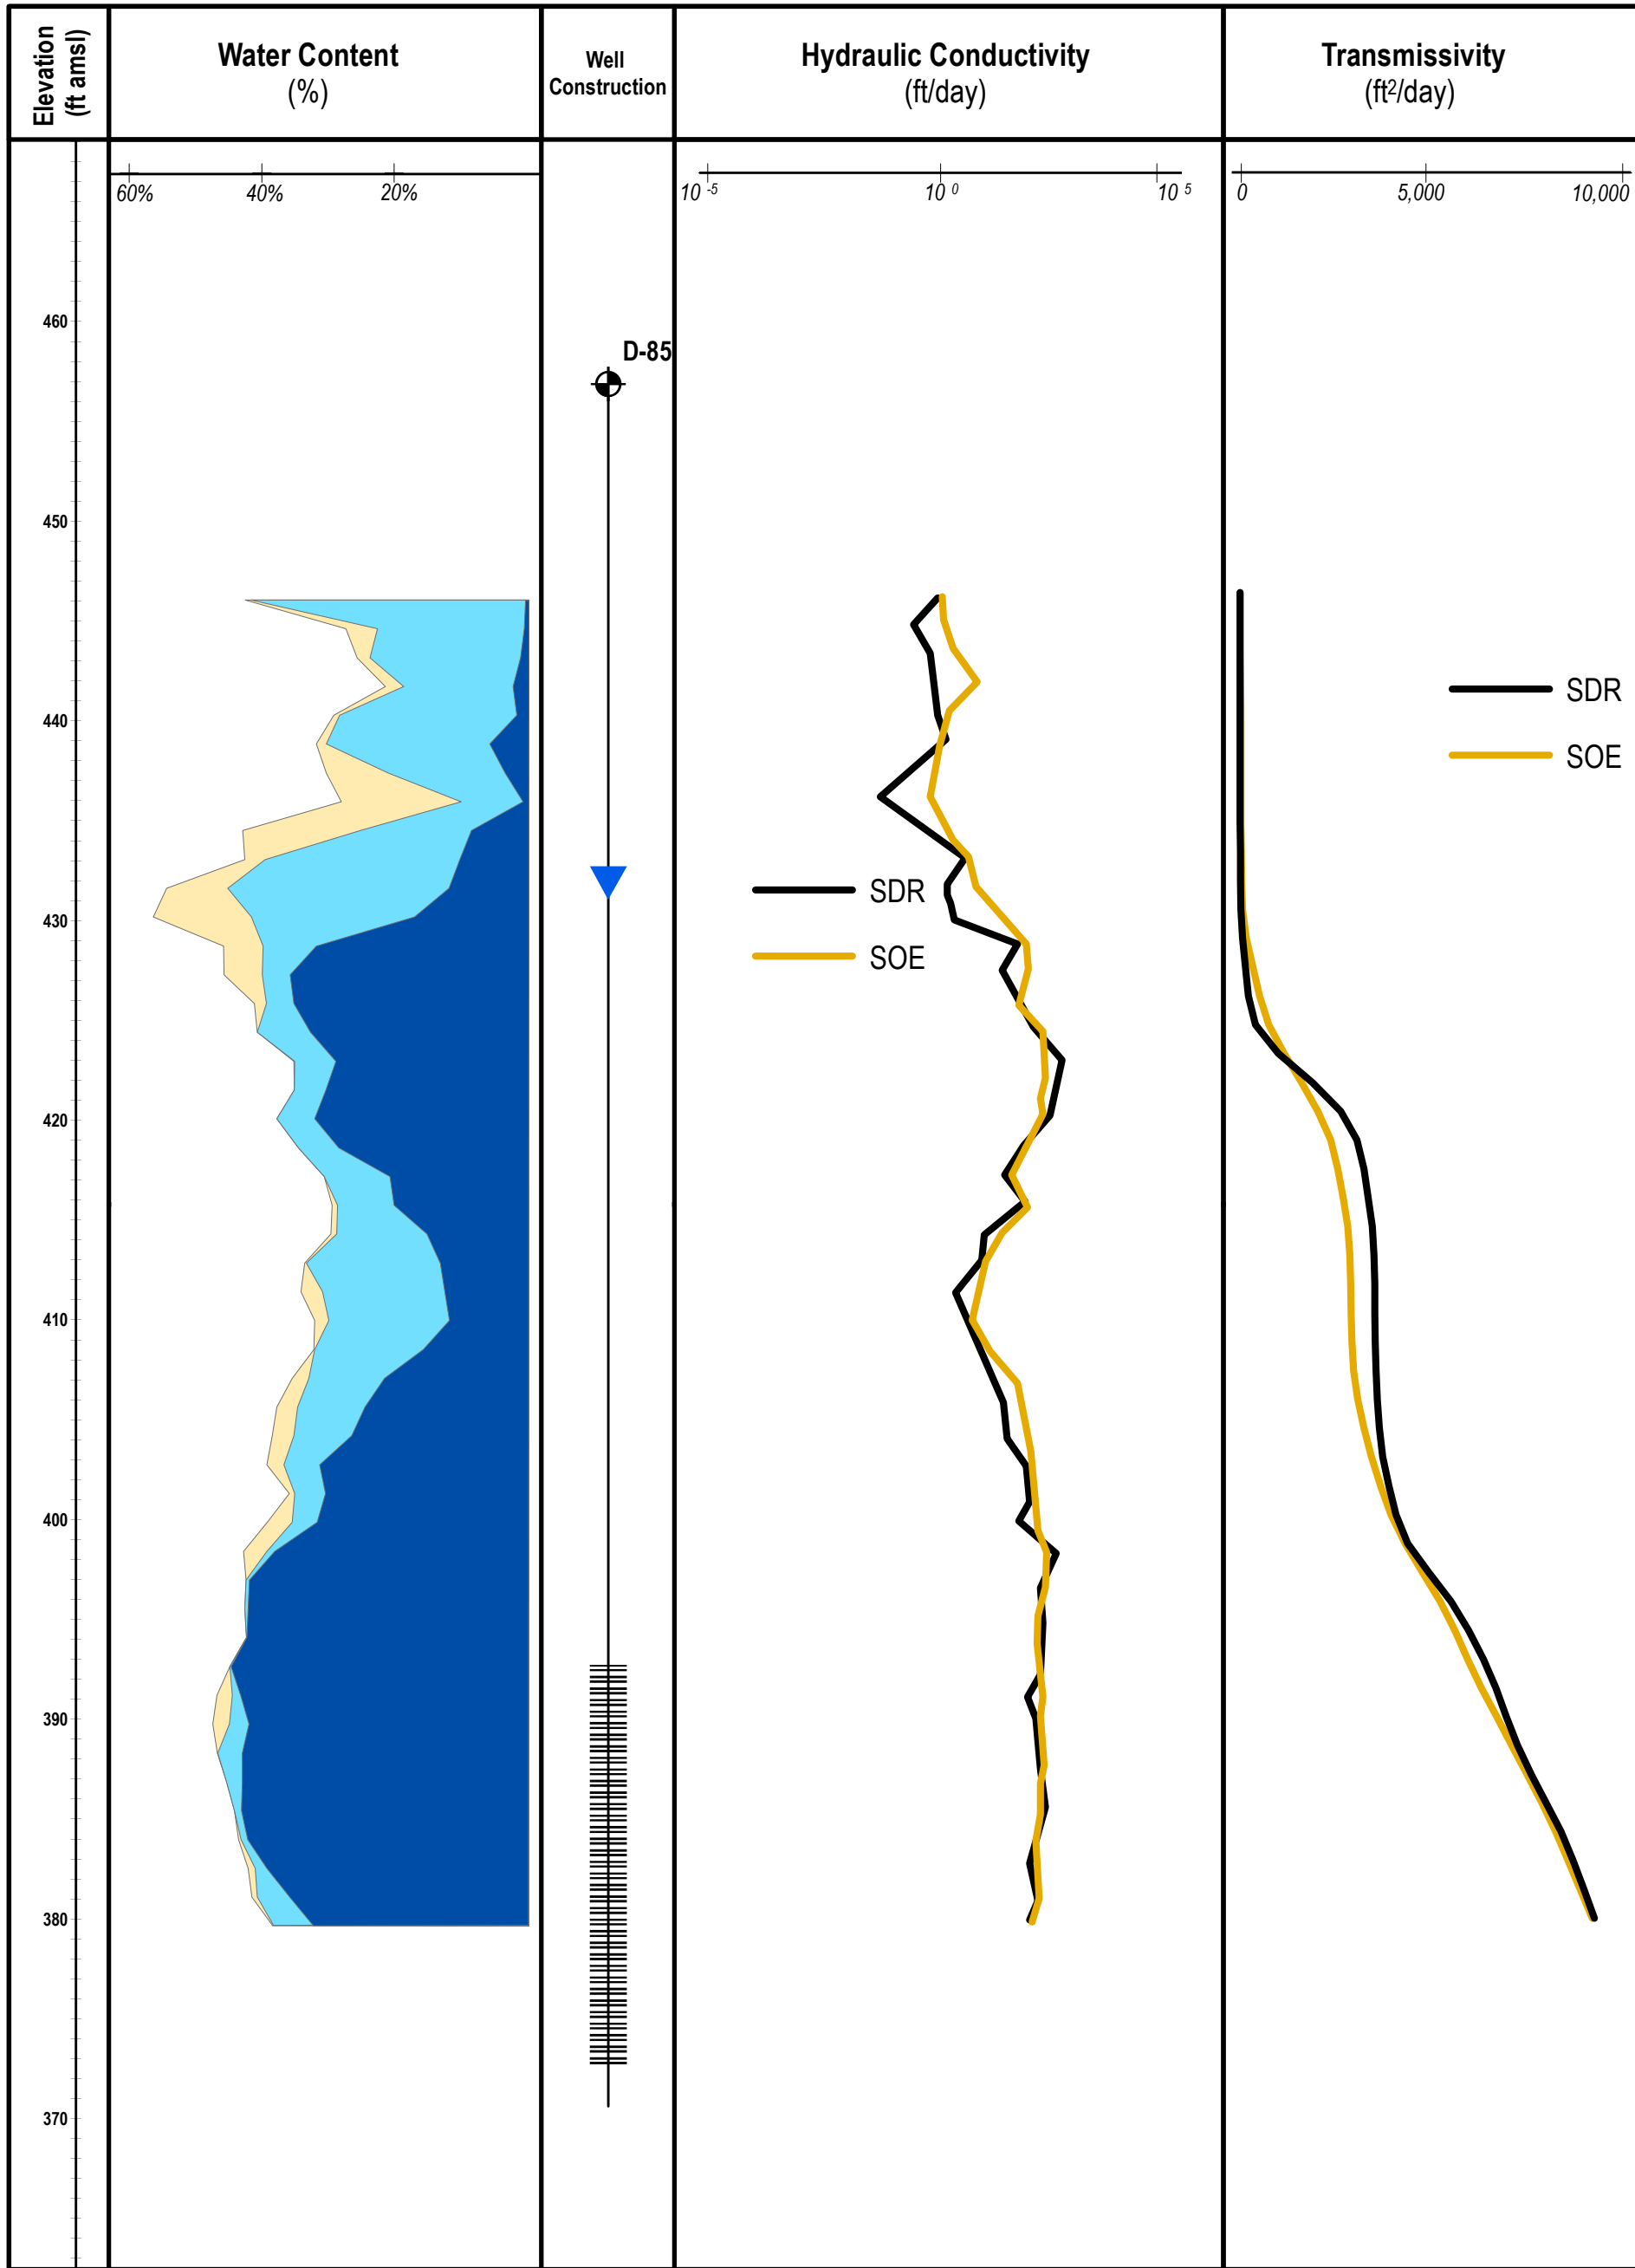 Elevation
(ft amsl)
Water Content
(%)
Well
Construction
Hydraulic Conductivity
(ft/day)
Transmissivity
(ft²/day)
60%
40%
20%
10 -5
10 0
10 5
0
5,000
10,000
460
D-85
450
SDR
440
SOE
SDR
430
SOE
420
410
400
390
380
370